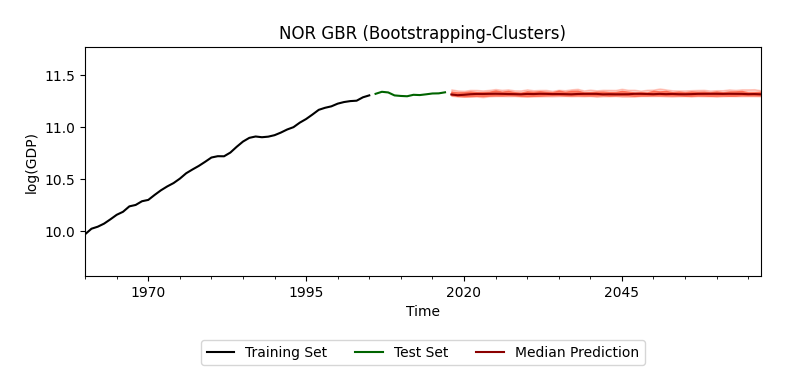 NOR GBR (Bootstrapping-Clusters)
11.5
11.0
10.5
10.0
log(GDP)
1970 1995 2020 2045
Time
Training Set Test Set Median Prediction